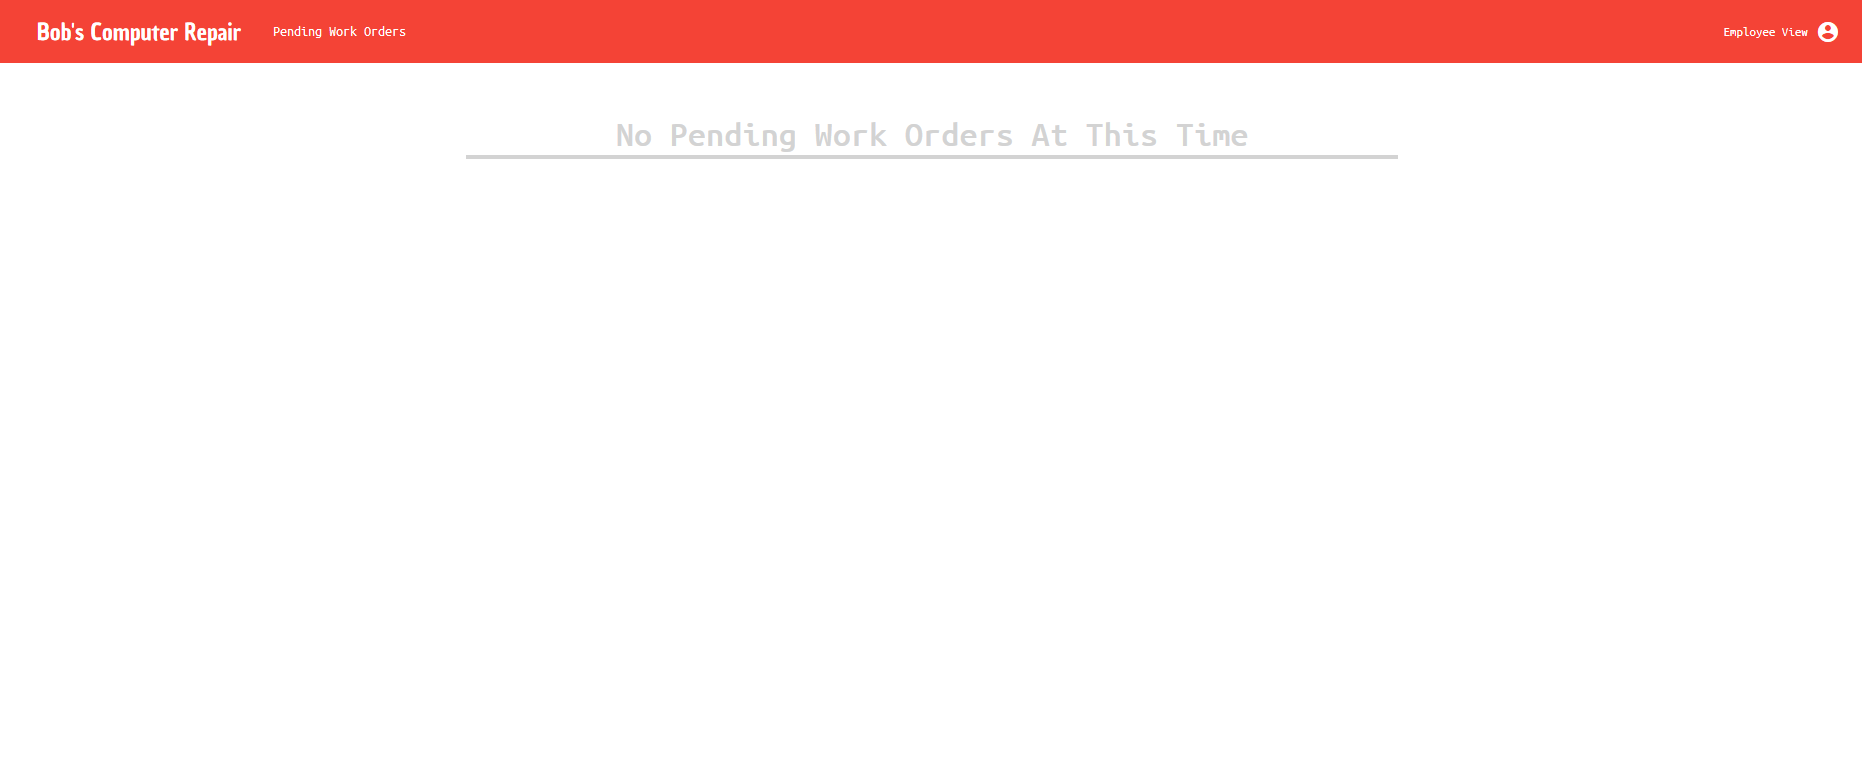 Bob's Computer Repair
Pending Work Orders
Employee View
No Pending Work Orders At This Time